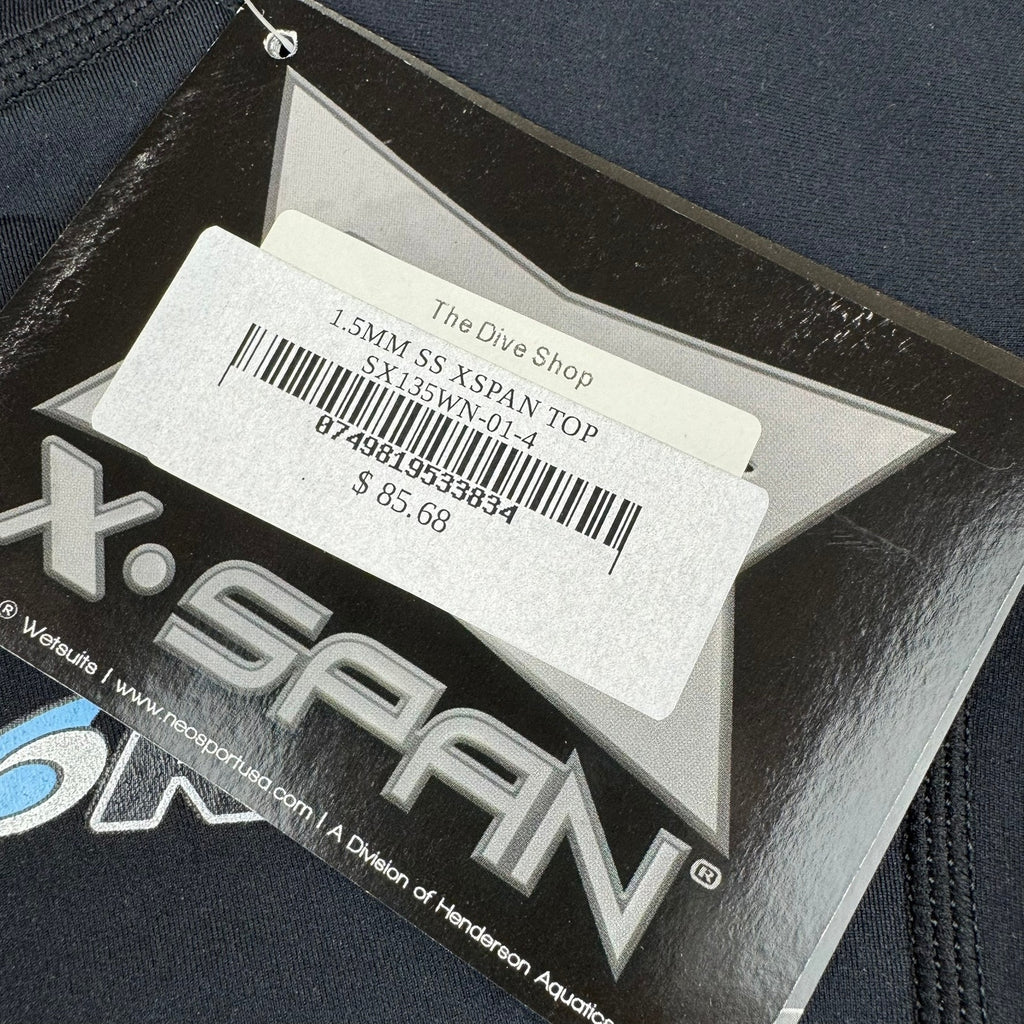 The Dive Shop
1.5MM SS XSPAN TOP
SX135WN-01-4
0749819533834
$ 85.68
X•SPAN®
® Wetsuits | www.neosportusa.com | A Division of Henderson Aquatics